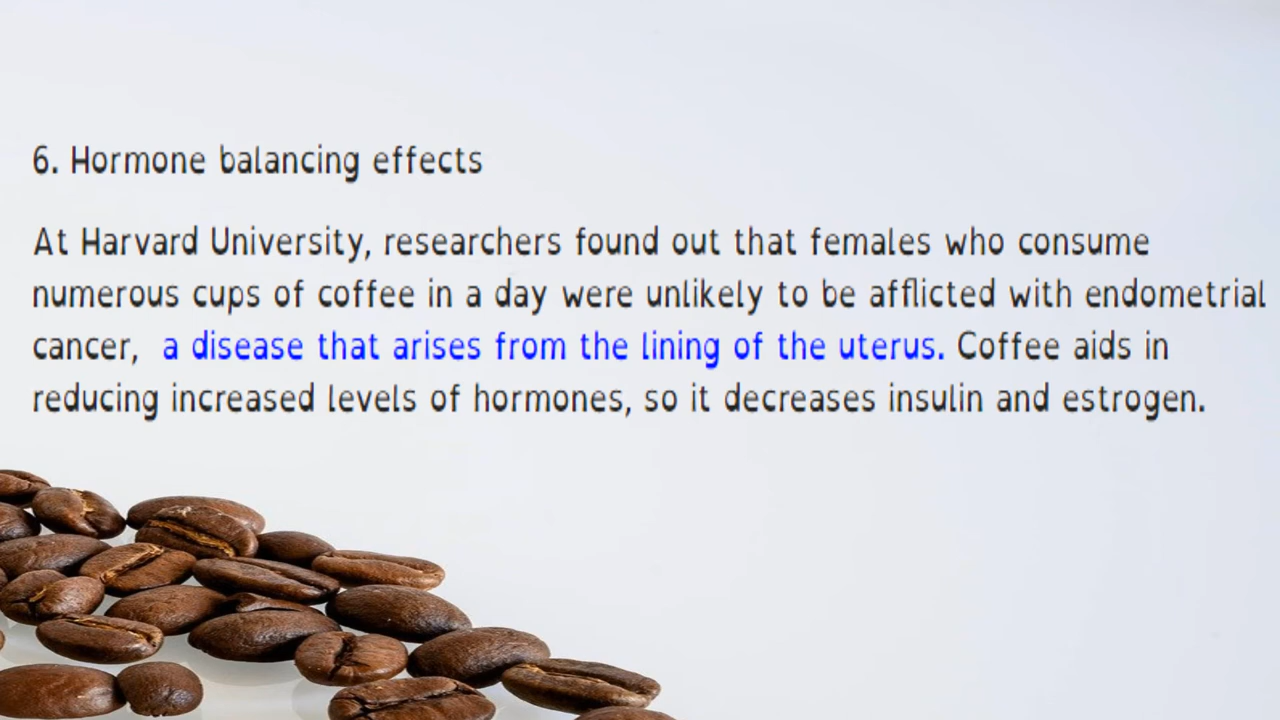 6. Hormone balancing effects
At Harvard University, researchers found out that females who consume
numerous cups of coffee in a day were unlikely to be afflicted with endometrial
cancer, a disease that arises from the lining of the uterus. Coffee aids in
reducing increased levels of hormones, so it decreases insulin and estrogen.